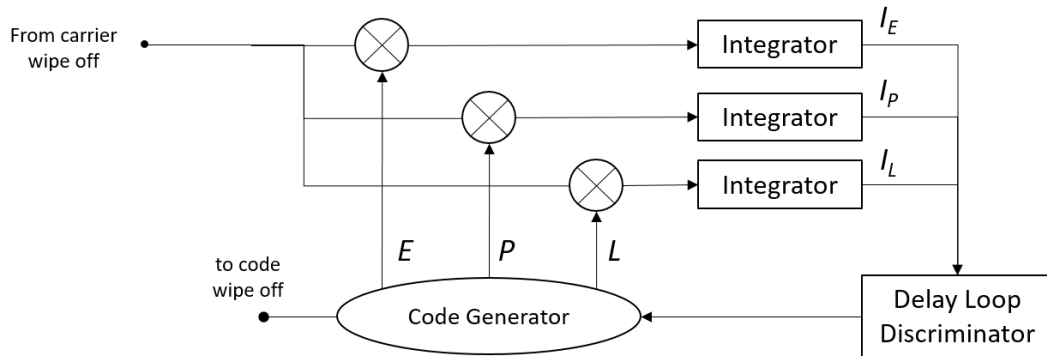 From carrier
wipe off
Integrator
I_E
Integrator
I_P
Integrator
I_L
E
P
L
to code
wipe off
Code Generator
Delay Loop
Discriminator